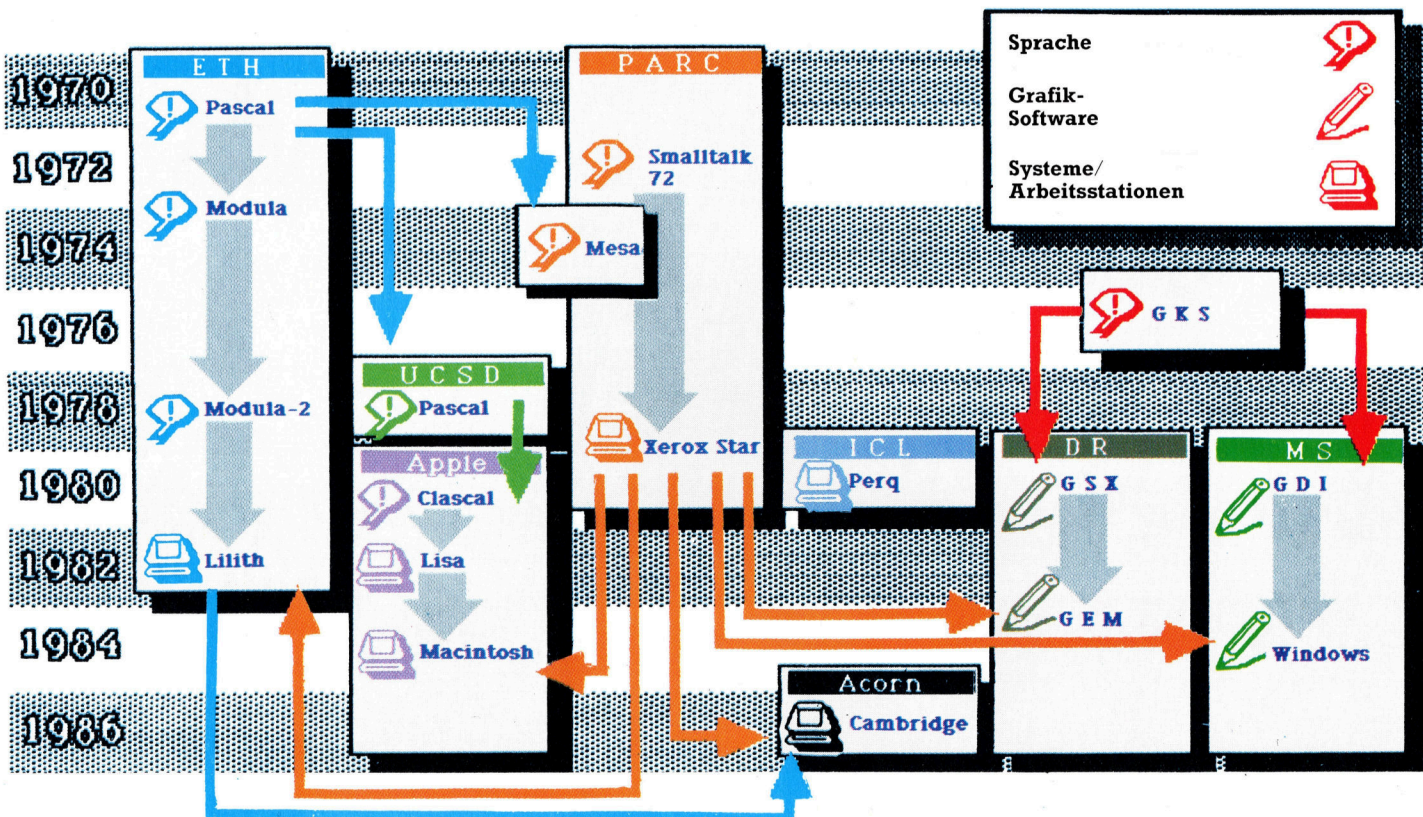 Sprache
Grafik-
Software
Systeme/
Arbeitsstationen
1970
1972
1974
1976
1978
1980
1982
1984
1986
ETH
Pascal
Modula
Modula-2
Lilith
UCSD
Pascal
Apple
Clascal
Lisa
Macintosh
PARC
Smalltalk
72
Mesa
Xerox Star
ICL
Perq
Acorn
Cambridge
GKS
DR
GSX
GEM
MS
GDI
Windows